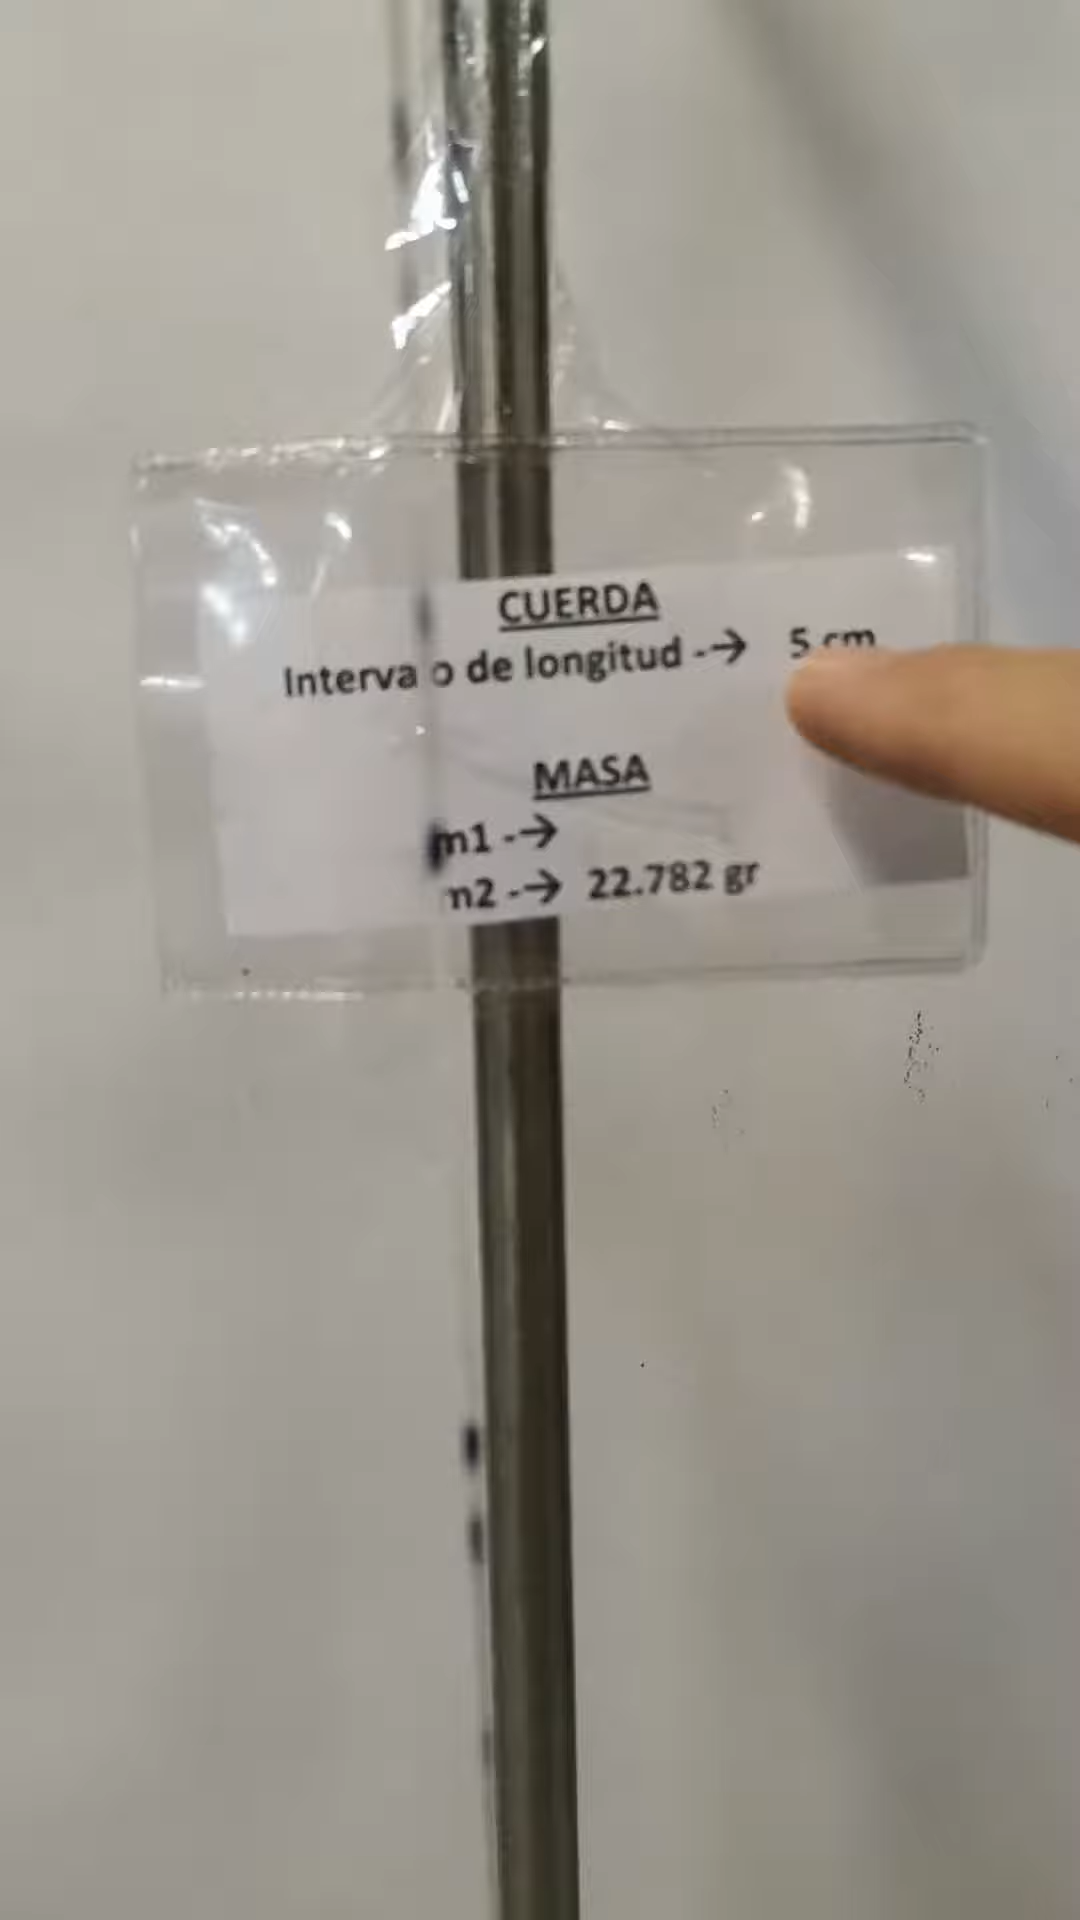 CUERDA
Interva o de longitud --→ 5 cm
MASA
m1 --→
m2 --→ 22.782 gr